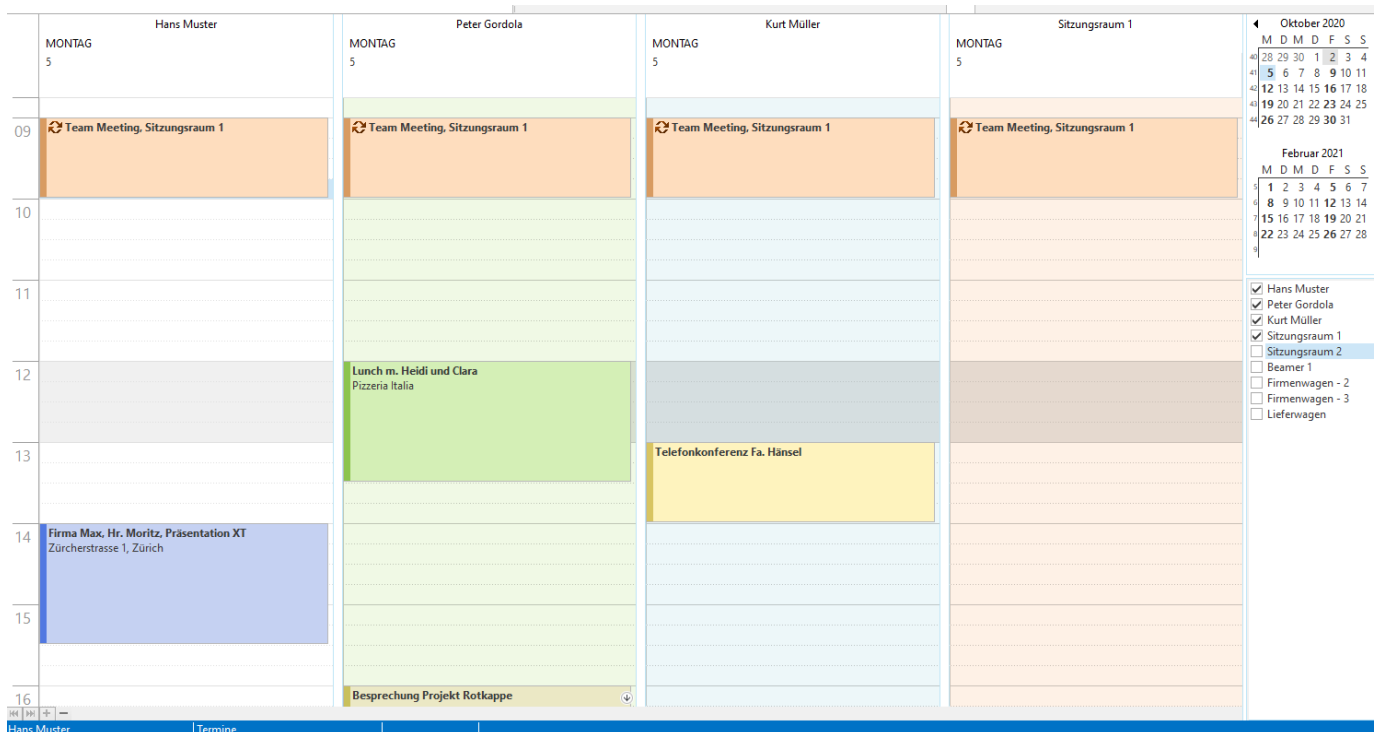 Hans Muster
MONTAG
5
Peter Gordola
MONTAG
5
Kurt Müller
MONTAG
5
Sitzungsraum 1
MONTAG
5
09
10
11
12
13
14
15
16
Team Meeting, Sitzungsraum 1
Firma Max, Hr. Moritz, Präsentation XT
Zürcherstrasse 1, Zürich
Team Meeting, Sitzungsraum 1
Lunch m. Heidi und Clara
Pizzeria Italia
Besprechung Projekt Rotkappe
Team Meeting, Sitzungsraum 1
Telefonkonferenz Fa. Hänsel
Team Meeting, Sitzungsraum 1
Oktober 2020
M D M D F S S
40 28 29 30 1 2 3 4
41 5 6 7 8 9 10 11
42 12 13 14 15 16 17 18
43 19 20 21 22 23 24 25
44 26 27 28 29 30 31
Februar 2021
M D M D F S S
5 1 2 3 4 5 6 7
6 8 9 10 11 12 13 14
7 15 16 17 18 19 20 21
8 22 23 24 25 26 27 28
9
Hans Muster
Peter Gordola
Kurt Müller
Sitzungsraum 1
Sitzungsraum 2
Beamer 1
Firmenwagen - 2
Firmenwagen - 3
Lieferwagen
Hans Muster
Termine